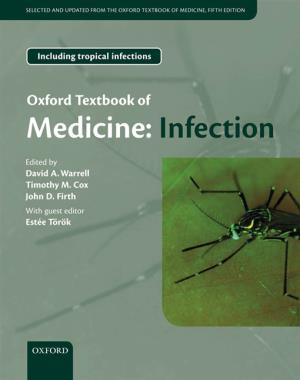 SELECTED AND UPDATED FROM THE OXFORD TEXTBOOK OF MEDICINE, FIFTH EDITION
Including tropical infections
Oxford Textbook of
Medicine: Infection
Edited by
David A. Warrell
Timothy M. Cox
John D. Firth
With guest editor
Estée Török
OXFORD